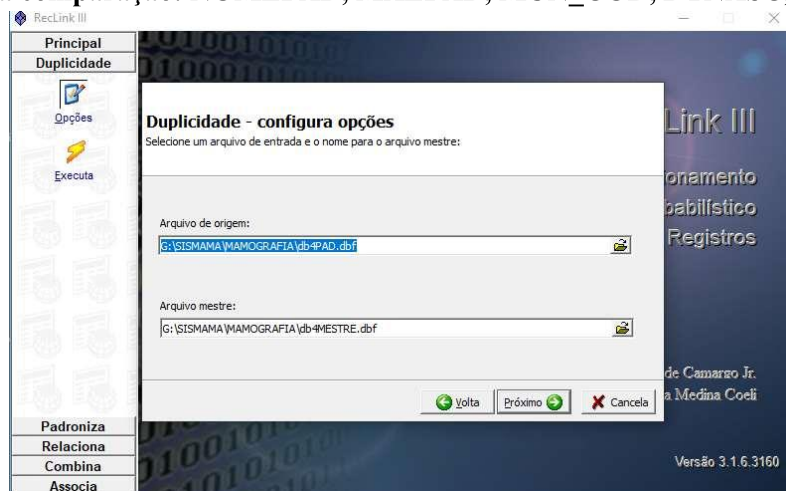 RecLink III
Principal
Duplicidade
Opções
Executa
Duplicidade - configura opções
Selecione um arquivo de entrada e o nome para o arquivo mestre:
Arquivo de origem:
G:\SISMAMA\MAMOGRAFIA\db4PAD.dbf
Arquivo mestre:
G:\SISMAMA\MAMOGRAFIA\db4MESTRE.dbf
Volta
Próximo
Cancela
Link III
Registros
de Camargo Jr.
Medina Coeli
Versão 3.1.6.3160
Padroniza
Relaciona
Combina
Associa